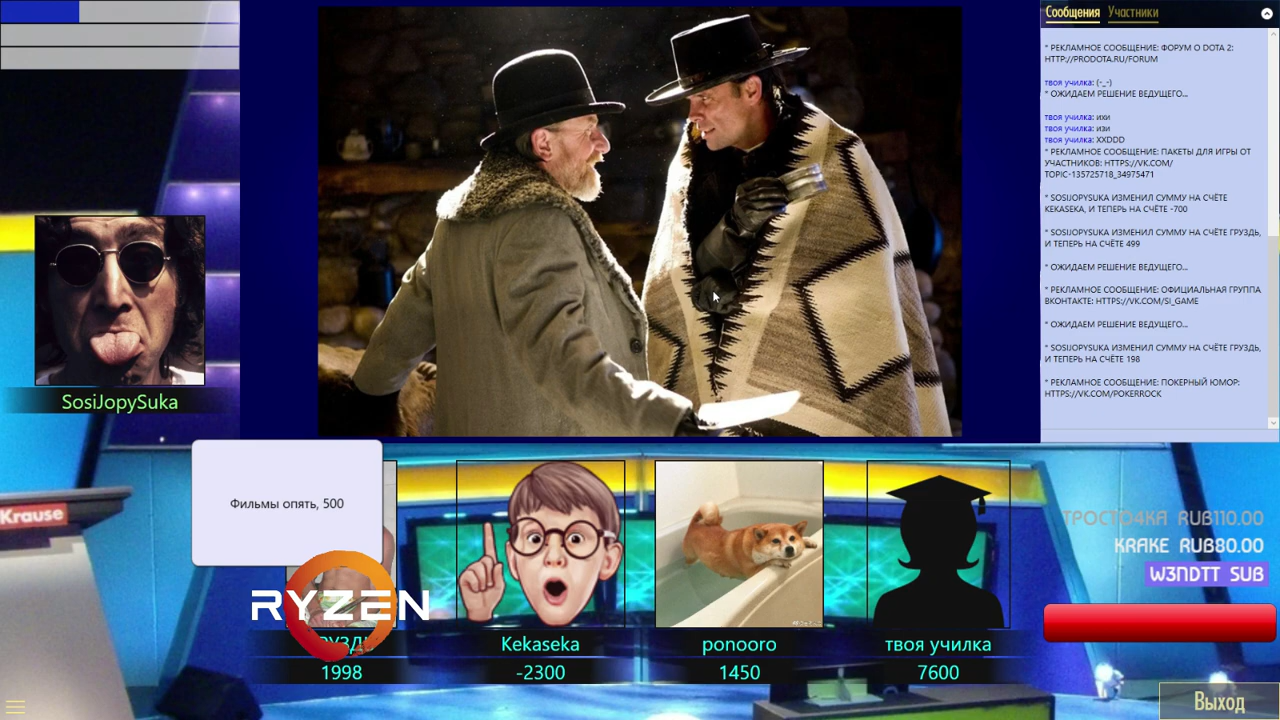 Сообщения Участники
* РЕКЛАМНОЕ СООБЩЕНИЕ: ФОРУМ О DOTA 2:
HTTP://PRODOTA.RU/FORUM
твоя училка: (-_-)
* ОЖИДАЕМ РЕШЕНИЕ ВЕДУЩЕГО...
твоя училка: ихи
твоя училка: изи
твоя училка: XXDDD
* РЕКЛАМНОЕ СООБЩЕНИЕ: ПАКЕТЫ ДЛЯ ИГРЫ ОТ
УЧАСТНИКОВ: HTTPS://VK.COM/
TOPIC-135725718_34975471
* SOSIJOPYSUKA ИЗМЕНИЛ СУММУ НА СЧЁТЕ
KEKASEKA, И ТЕПЕРЬ НА СЧЁТЕ -700
* SOSIJOPYSUKA ИЗМЕНИЛ СУММУ НА СЧЁТЕ ГРУЗДЬ,
И ТЕПЕРЬ НА СЧЁТЕ 499
* ОЖИДАЕМ РЕШЕНИЕ ВЕДУЩЕГО...
* РЕКЛАМНОЕ СООБЩЕНИЕ: ОФИЦИАЛЬНАЯ ГРУППА
ВКОНТАКТЕ: HTTPS://VK.COM/SI_GAME
* ОЖИДАЕМ РЕШЕНИЕ ВЕДУЩЕГО...
* SOSIJOPYSUKA ИЗМЕНИЛ СУММУ НА СЧЁТЕ ГРУЗДЬ,
И ТЕПЕРЬ НА СЧЁТЕ 198
* РЕКЛАМНОЕ СООБЩЕНИЕ: ПОКЕРНЫЙ ЮМОР:
HTTPS://VK.COM/POKERROCK
SosiJopySuka
Фильмы опять, 500
Krause
RYZEN
Kekaseka ponooro твоя училка
1998 -2300 1450 7600
ТРОСТО4КА RUB110.00
KRAKE RUB80.00
W3NDTT SUB
Выход